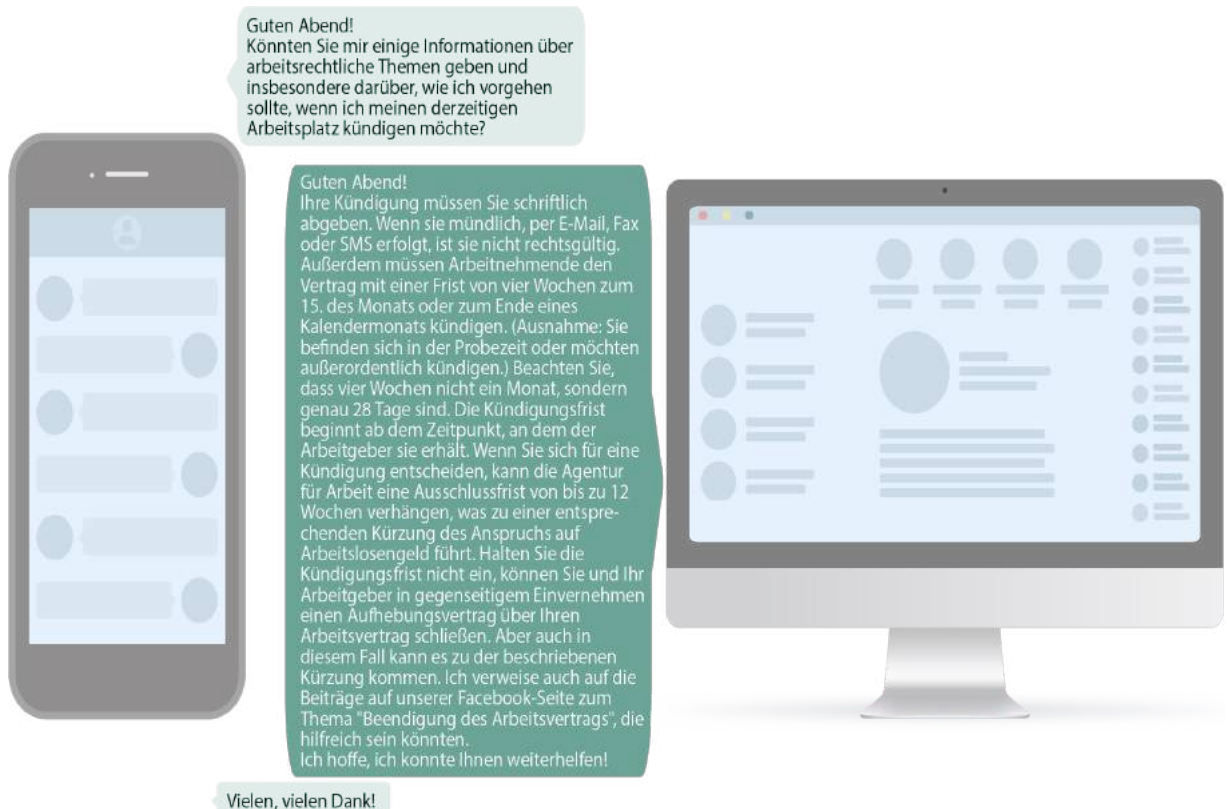 Guten Abend!
Könnten Sie mir einige Informationen über
arbeitsrechtliche Themen geben und
insbesondere darüber, wie ich vorgehen
sollte, wenn ich meinen derzeitigen
Arbeitsplatz kündigen möchte?
Guten Abend!
Ihre Kündigung müssen Sie schriftlich
abgeben. Wenn sie mündlich, per E-Mail, Fax
oder SMS erfolgt, ist sie nicht rechtsgültig.
Außerdem müssen Arbeitnehmende den
Vertrag mit einer Frist von vier Wochen zum
15. des Monats oder zum Ende eines
Kalendermonats kündigen. (Ausnahme: Sie
befinden sich in der Probezeit oder möchten
außerordentlich kündigen.) Beachten Sie,
dass vier Wochen nicht ein Monat, sondern
genau 28 Tage sind. Die Kündigungsfrist
beginnt ab dem Zeitpunkt, an dem der
Arbeitgeber sie erhält. Wenn Sie sich für eine
Kündigung entscheiden, kann die Agentur
für Arbeit eine Ausschlussfrist von bis zu 12
Wochen verhängen, was zu einer entspre-
chenden Kürzung des Anspruchs auf
Arbeitslosengeld führt. Halten Sie die
Kündigungsfrist nicht ein, können Sie und Ihr
Arbeitgeber in gegenseitigem Einvernehmen
einen Aufhebungsvertrag über Ihren
Arbeitsvertrag schließen. Aber auch in
diesem Fall kann es zu der beschriebenen
Kürzung kommen. Ich verweise auch auf die
Beiträge auf unserer Facebook-Seite zum
Thema "Beendigung des Arbeitsvertrags", die
hilfreich sein könnten.
Ich hoffe, ich konnte Ihnen weiterhelfen!
Vielen, vielen Dank!